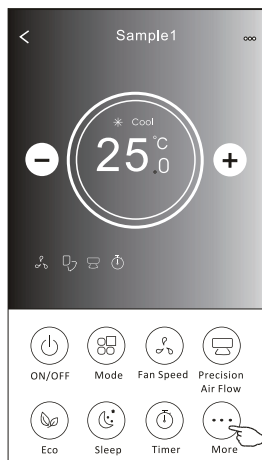 Sample1
Cool
25.0°C
ON/OFF
Mode
Fan Speed
Precision
Air Flow
Eco
Sleep
Timer
More